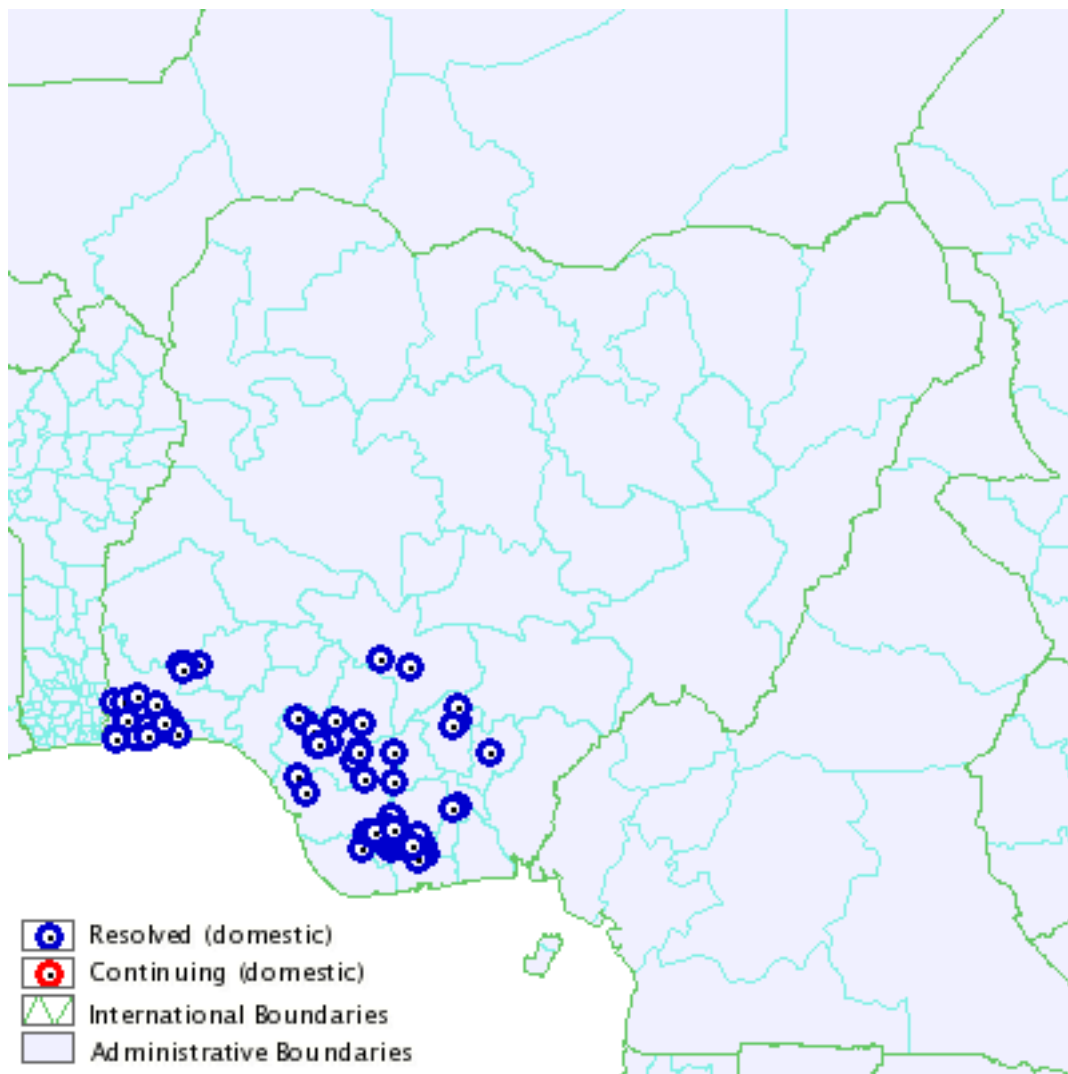 Resolved (domestic)
Continuing (domestic)
International Boundaries
Administrative Boundaries